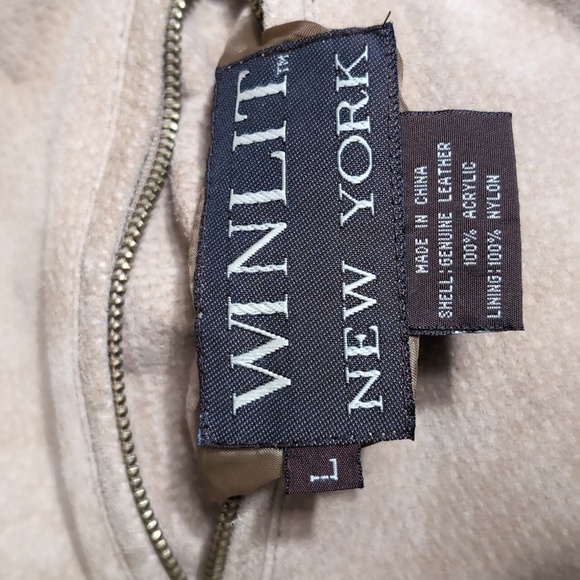 WINLIT™
NEW YORK
L
MADE IN CHINA
SHELL:GENUINE LEATHER
100% ACRYLIC
LINING:100% NYLON